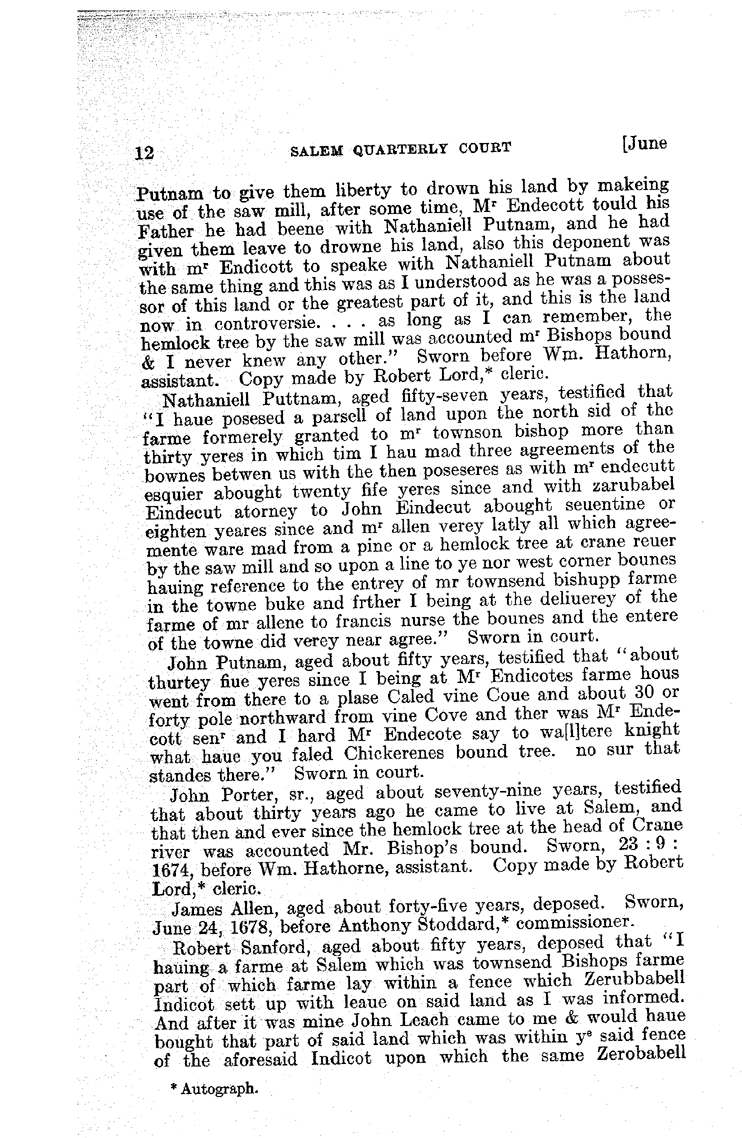 12 SALEM QUARTERLY COURT [June
Putnam to give them liberty to drown his land by makeing
use of the saw mill, after some time, Mʳ Endecott tould his
Father he had beene with Nathaniell Putnam, and he had
given them leave to drowne his land, also this deponent was
with mʳ Endicott to speake with Nathaniell Putnam about
the same thing and this was as I understood as he was a posses-
sor of this land or the greatest part of it, and this is the land
now in controversie. . . . as long as I can remember, the
hemlock tree by the saw mill was accounted mʳ Bishops bound
& I never knew any other." Sworn before Wm. Hathorn,
assistant. Copy made by Robert Lord,* cleric.
Nathaniell Puttnam, aged fifty-seven years, testified that
"I haue posesed a parsell of land upon the north sid of the
farme formerely granted to mʳ townson bishop more than
thirty yeres in which tim I hau mad three agreements of the
bownes betwen us with the then poseseres as with mʳ endecutt
esquier abought twenty fife yeres since and with zarubabel
Eindecut atorney to John Eindecut abought seuentine or
eighten yeares since and mʳ allen verey latly all which agree-
mente ware mad from a pine or a hemlock tree at crane reuer
by the saw mill and so upon a line to ye nor west corner bounes
hauing reference to the entrey of mr townsend bishupp farme
in the towne buke and frther I being at the deliuerey of the
farme of mr allene to francis nurse the bounes and the entere
of the towne did verey near agree." Sworn in court.
John Putnam, aged about fifty years, testified that "about
thurtey fiue yeres since I being at Mʳ Endicotes farme hous
went from there to a plase Caled vine Coue and about 30 or
forty pole northward from vine Cove and ther was Mʳ Ende-
cott senʳ and I hard Mʳ Endecote say to wa[l]tere knight
what haue you faled Chickerenes bound tree. no sur that
standes there." Sworn in court.
John Porter, sr., aged about seventy-nine years, testified
that about thirty years ago he came to live at Salem, and
that then and ever since the hemlock tree at the head of Crane
river was accounted Mr. Bishop's bound. Sworn, 23 : 9 :
1674, before Wm. Hathorne, assistant. Copy made by Robert
Lord,* cleric.
James Allen, aged about forty-five years, deposed. Sworn,
June 24, 1678, before Anthony Stoddard,* commissioner.
Robert Sanford, aged about fifty years, deposed that "I
hauing a farme at Salem which was townsend Bishops farme
part of which farme lay within a fence which Zerubbabell
Indicot sett up with leaue on said land as I was informed.
And after it was mine John Leach came to me & would haue
bought that part of said land which was within yᵉ said fence
of the aforesaid Indicot upon which the same Zerobabell
* Autograph.